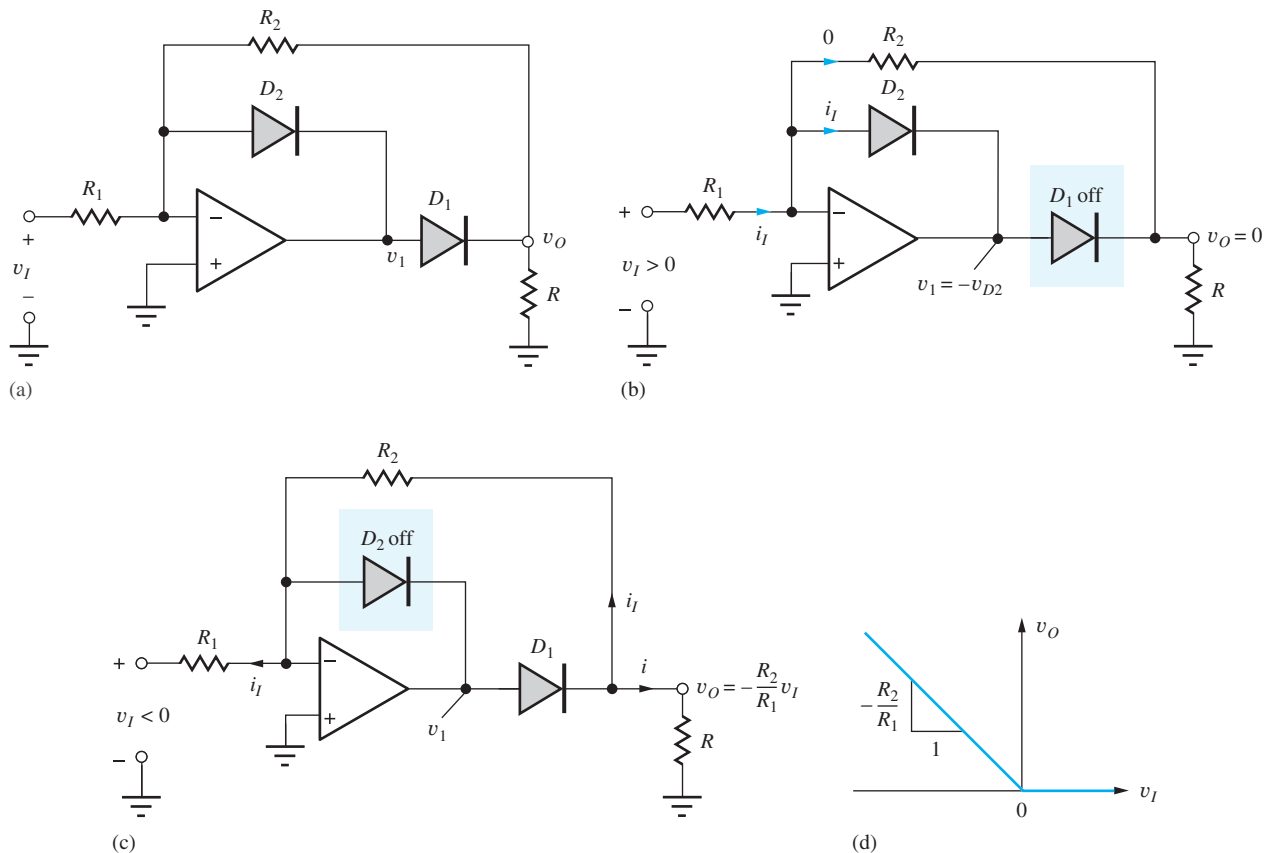 R2
D2
R1
D1
−
+
+
vI
−
v1
vO
R
(a)
0
R2
D2
iI
R1
D1 off
+
iI
−
+
vI > 0
−
v1 = −vD2
vO = 0
R
(b)
R2
D2 off
iI
R1
D1
+
iI
−
+
i
vO = −R2/R1 vI
vI < 0
−
v1
R
(c)
vO
−R2/R1
1
0
vI
(d)